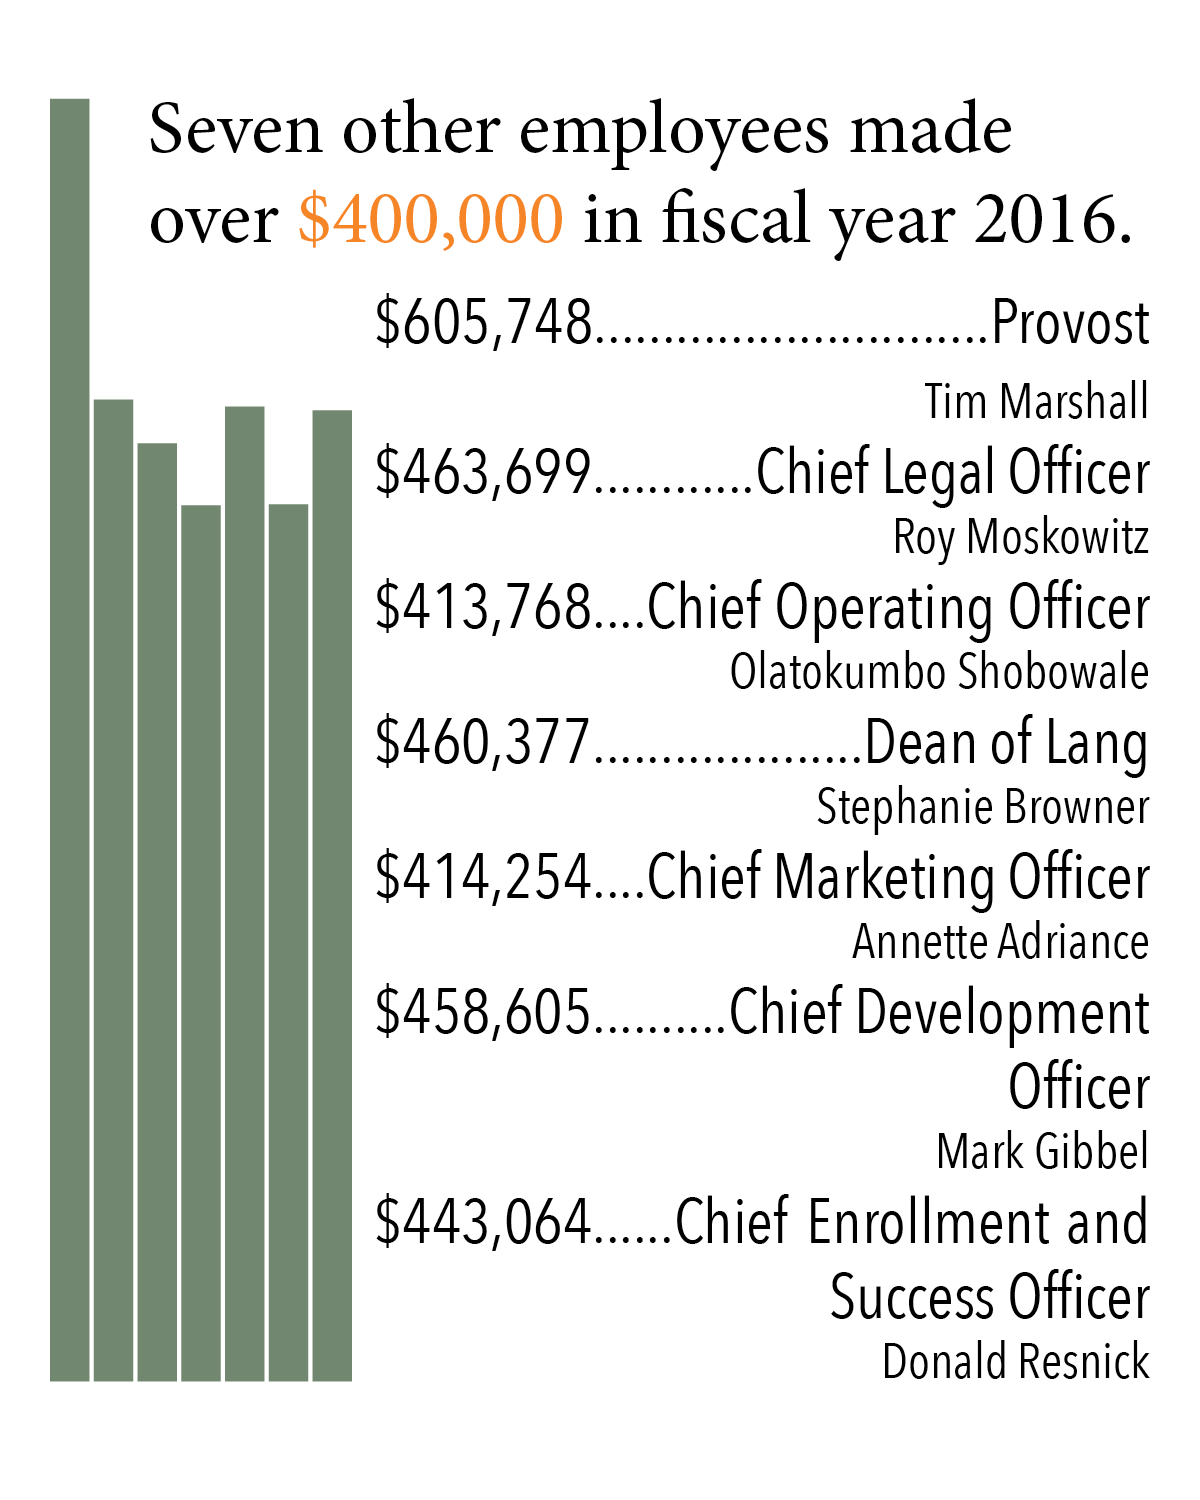 Seven other employees made
over $400,000 in fiscal year 2016.
$605,748.............................Provost
Tim Marshall
$463,699............Chief Legal Officer
Roy Moskowitz
$413,768....Chief Operating Officer
Olatokumbo Shobowale
$460,377....................Dean of Lang
Stephanie Browner
$414,254....Chief Marketing Officer
Annette Adriance
$458,605..........Chief Development
Officer
Mark Gibbel
$443,064......Chief Enrollment and
Success Officer
Donald Resnick